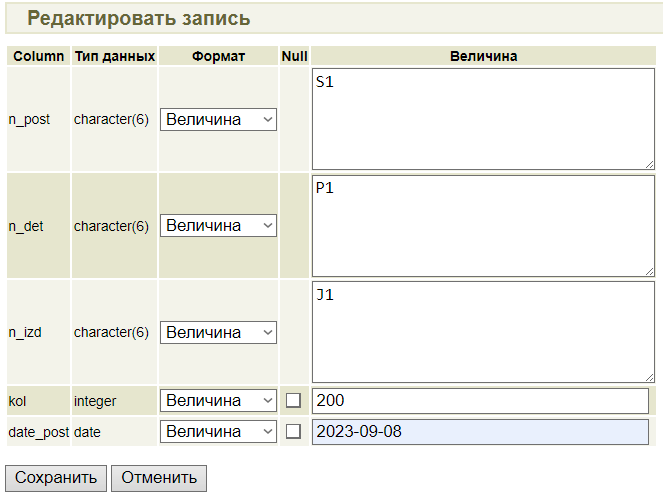 Редактировать запись
Column Тип данных Формат Null Величина
n_post character(6) Величина S1
n_det character(6) Величина P1
n_izd character(6) Величина J1
kol integer Величина 200
date_post date Величина 2023-09-08
Сохранить Отменить